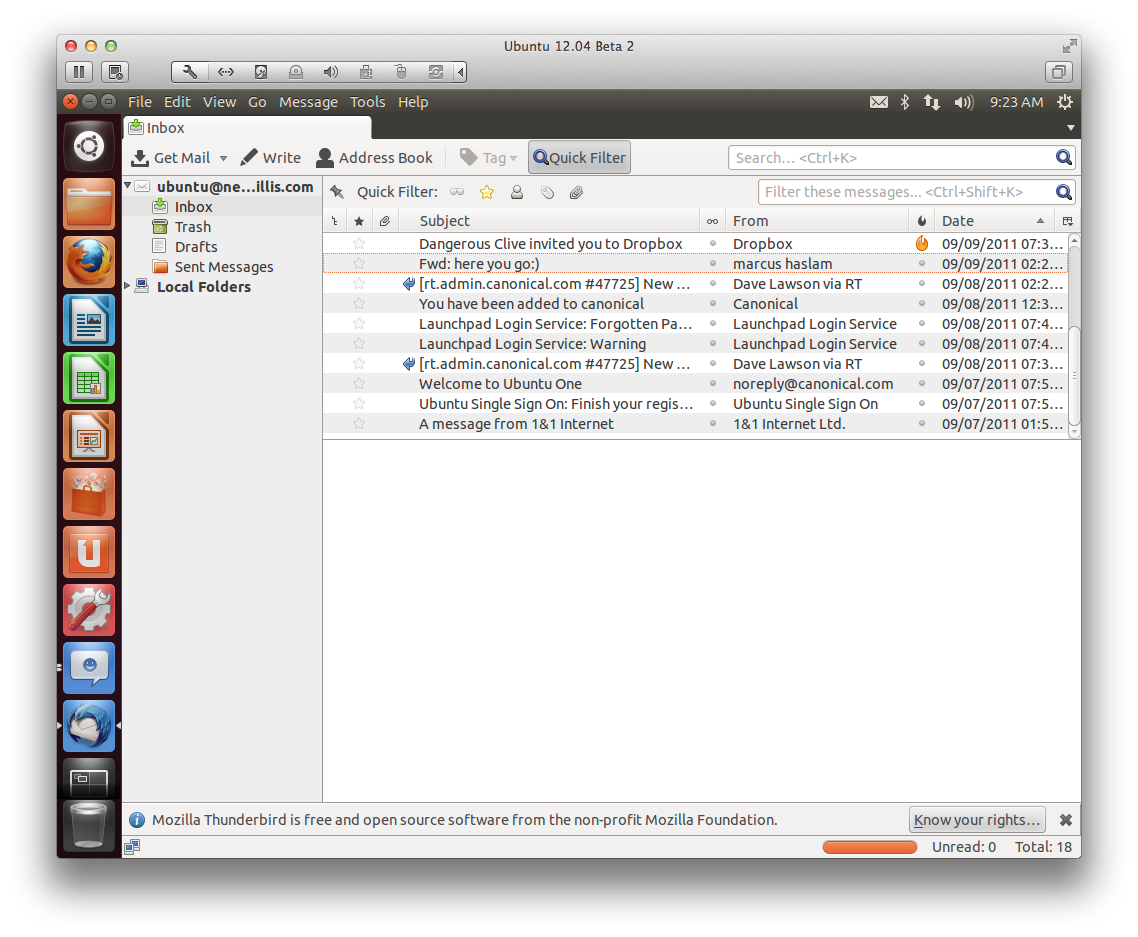 Ubuntu 12.04 Beta 2
File Edit View Go Message Tools Help 9:23 AM
Inbox
Get Mail Write Address Book Tag Quick Filter Search... <Ctrl+K>
ubuntu@ne...illis.com
Inbox
Trash
Drafts
Sent Messages
Local Folders
Quick Filter: Filter these messages... <Ctrl+Shift+K>
Subject From Date
Dangerous Clive invited you to Dropbox Dropbox 09/09/2011 07:3...
Fwd: here you go:) marcus haslam 09/09/2011 02:2...
[rt.admin.canonical.com #47725] New ... Dave Lawson via RT 09/08/2011 02:2...
You have been added to canonical Canonical 09/08/2011 12:3...
Launchpad Login Service: Forgotten Pa... Launchpad Login Service 09/08/2011 07:4...
Launchpad Login Service: Warning Launchpad Login Service 09/08/2011 07:4...
[rt.admin.canonical.com #47725] New ... Dave Lawson via RT 09/08/2011 07:3...
Welcome to Ubuntu One noreply@canonical.com 09/07/2011 07:5...
Ubuntu Single Sign On: Finish your regis... Ubuntu Single Sign On 09/07/2011 07:5...
A message from 1&1 Internet 1&1 Internet Ltd. 09/07/2011 01:5...
Mozilla Thunderbird is free and open source software from the non-profit Mozilla Foundation. Know your rights...
Unread: 0 Total: 18